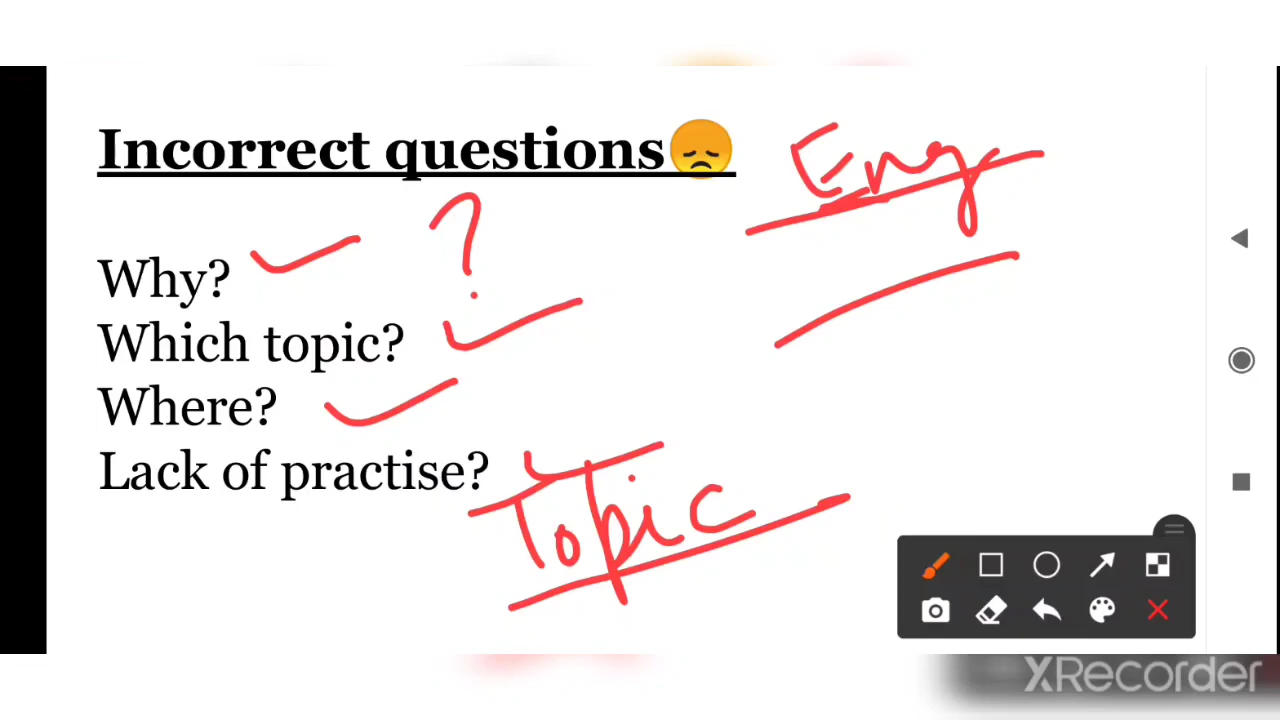 Incorrect questions😞
Eng
?
Why?
Which topic?
Where?
Lack of practise?
Topic
XRecorder